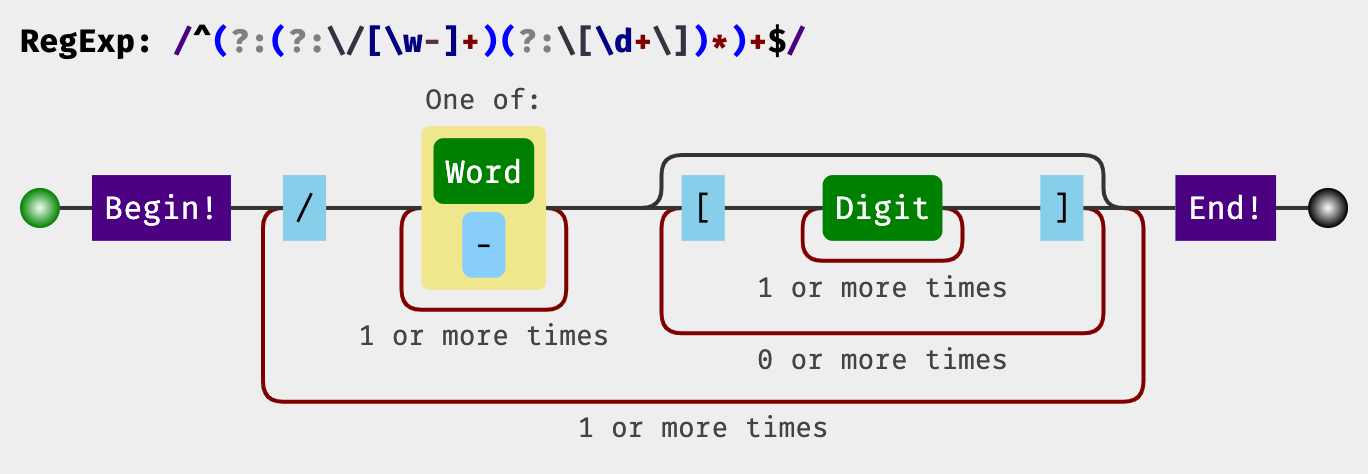 RegExp: /^(?:(?:\/[\w-]+)(?:\[\d+\])*)+$/
One of:
Begin! / Word - [ Digit ] End!
1 or more times
1 or more times
0 or more times
1 or more times